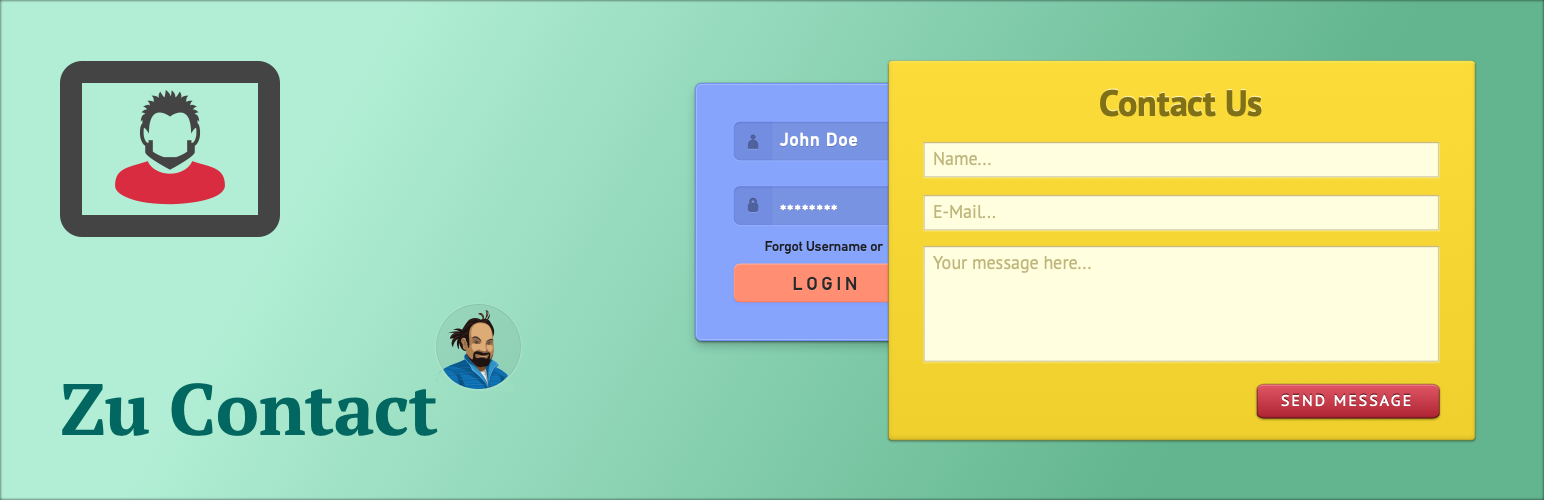 Zu Contact
John Doe
********
Forgot Username or
LOGIN
Contact Us
Name...
E-Mail...
Your message here...
SEND MESSAGE